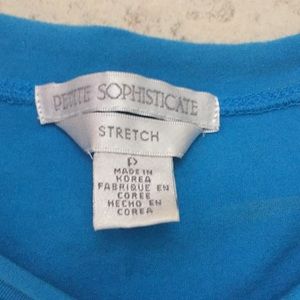 PETITE SOPHISTICATE
STRETCH
P
MADE IN
KOREA
FABRIQUE EN
COREE
HECHO EN
COREA